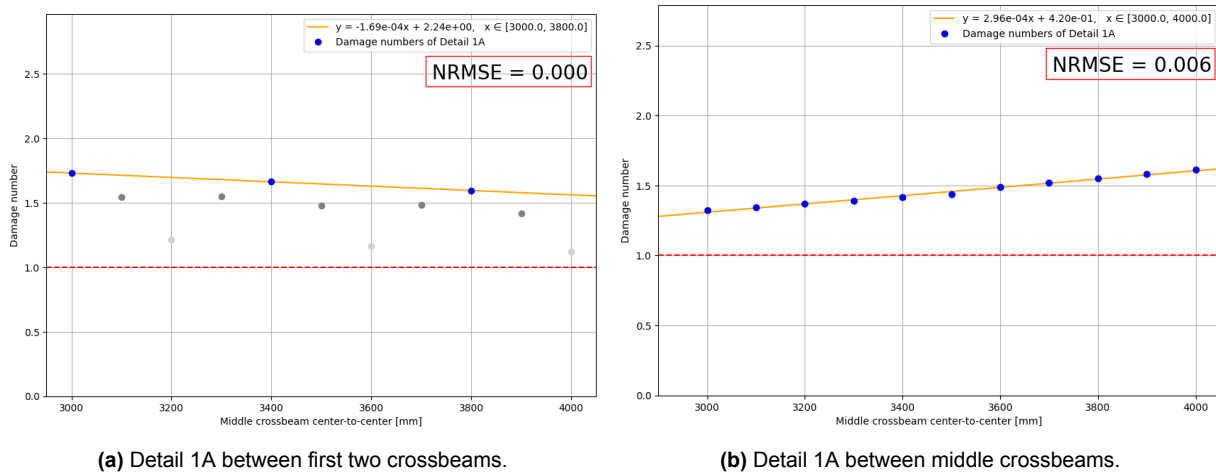 y = -1.69e-04x + 2.24e+00,   x ∈ [3000.0, 3800.0]
Damage numbers of Detail 1A
NRMSE = 0.000
2.5
2.0
1.5
1.0
0.5
0.0
Damage number
3000 3200 3400 3600 3800 4000
Middle crossbeam center-to-center [mm]
(a) Detail 1A between first two crossbeams.
y = 2.96e-04x + 4.20e-01,   x ∈ [3000.0, 4000.0]
Damage numbers of Detail 1A
NRMSE = 0.006
2.5
2.0
1.5
1.0
0.5
0.0
Damage number
3000 3200 3400 3600 3800 4000
Middle crossbeam center-to-center [mm]
(b) Detail 1A between middle crossbeams.